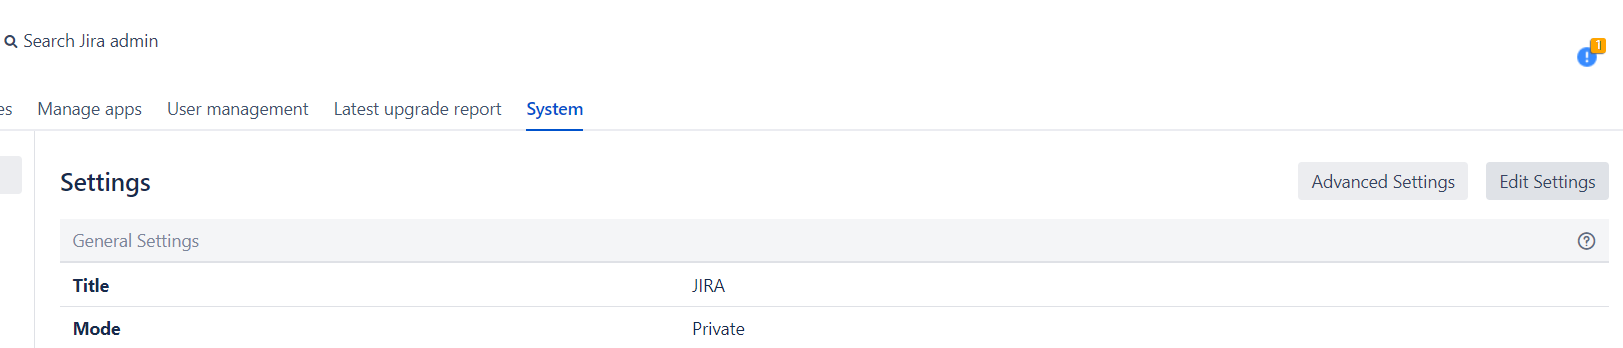 Search Jira admin
1
es Manage apps User management Latest upgrade report System
Settings Advanced Settings Edit Settings
General Settings
Title JIRA
Mode Private